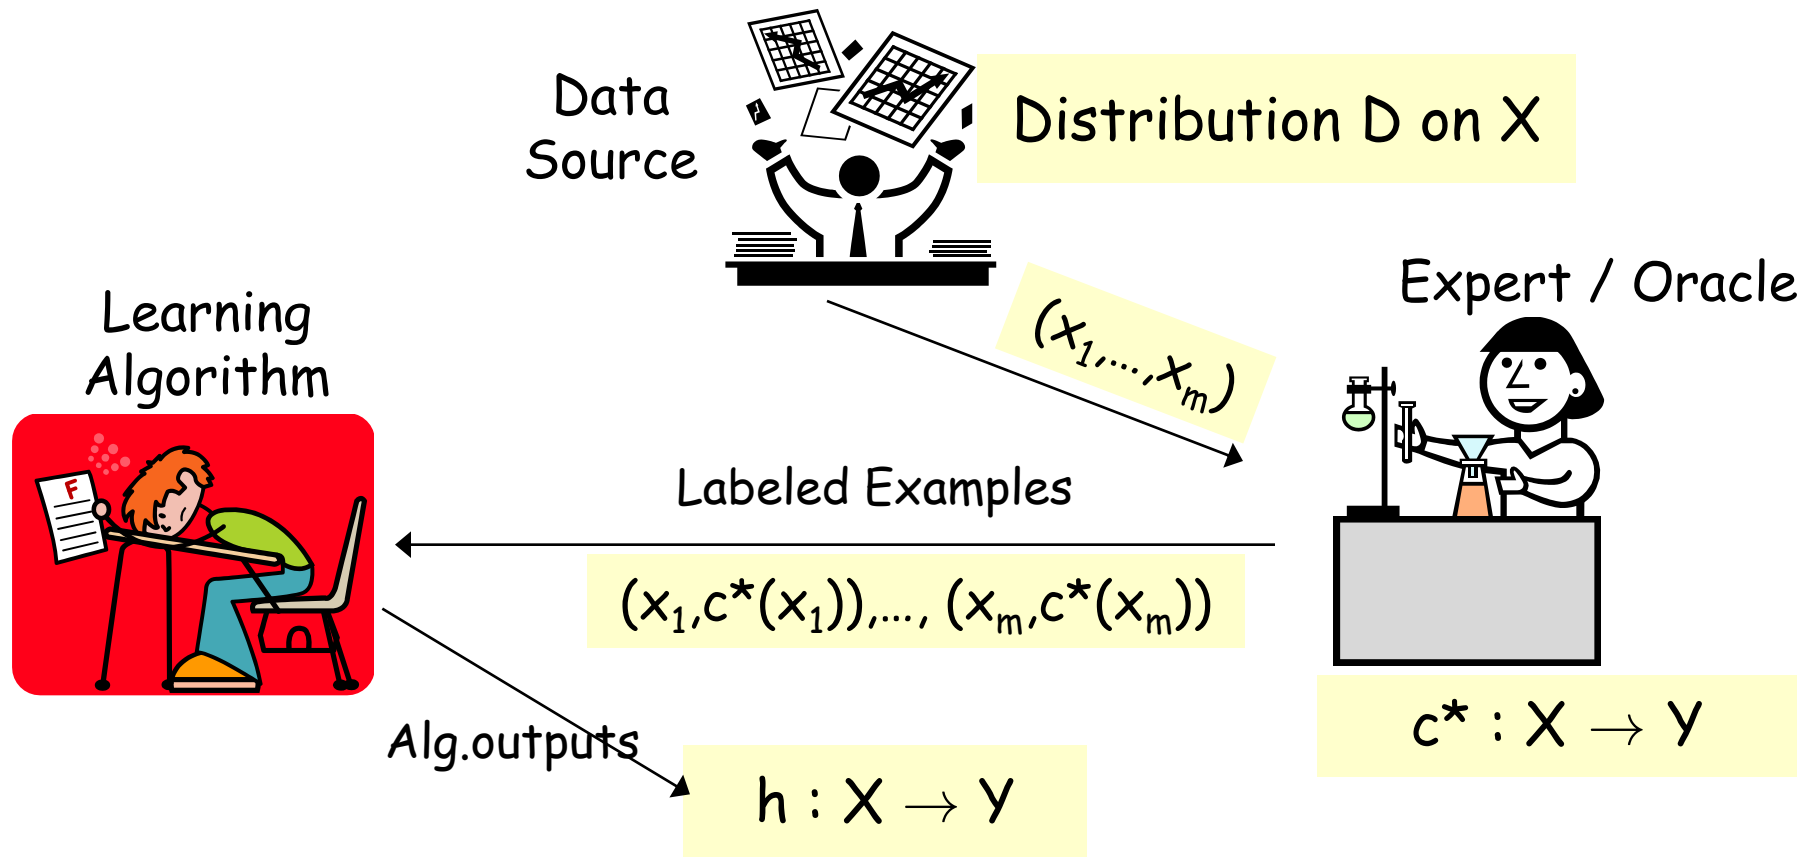 Data
Source
Distribution D on X
Expert / Oracle
(x₁,...,xₘ)
Learning
Algorithm
F
Labeled Examples
(x₁,c*(x₁)),..., (xₘ,c*(xₘ))
c* : X → Y
Alg.outputs
h : X → Y